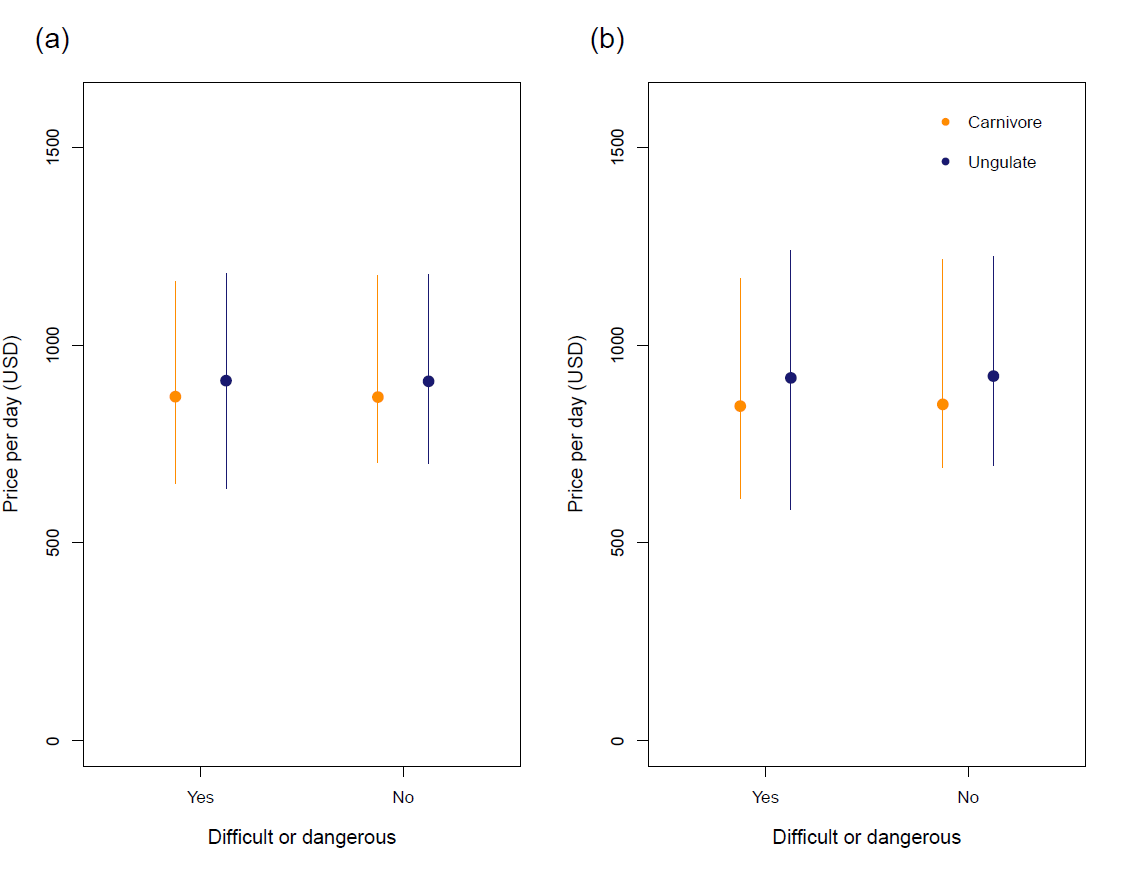 (a)
(b)
Price per day (USD)
1500
1000
500
0
Yes
No
Difficult or dangerous
Price per day (USD)
1500
1000
500
0
Carnivore
Ungulate
Yes
No
Difficult or dangerous